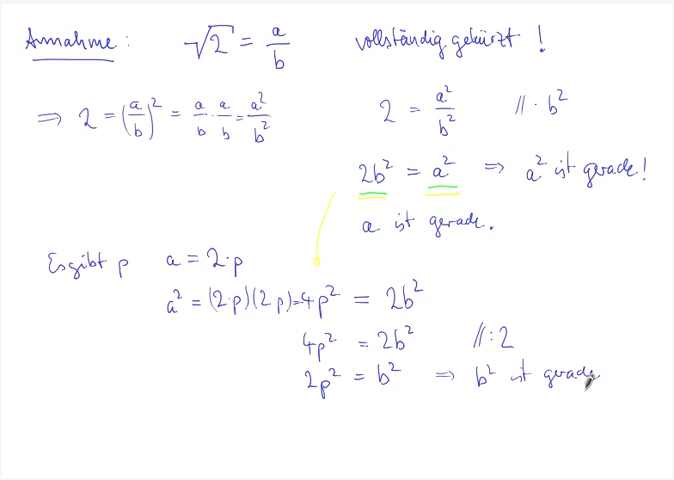 Annahme: √2 = a/b vollständig gekürzt!
⇒ 2 = (a/b)² = a/b · a/b = a²/b² 2 = a²/b² // · b²
2b² = a² ⇒ a² ist gerade!
a ist gerade.
Es gibt p a = 2·p
a² = (2·p)(2p) = 4p² = 2b²
4p² = 2b² // : 2
2p² = b² ⇒ b² ist gerade